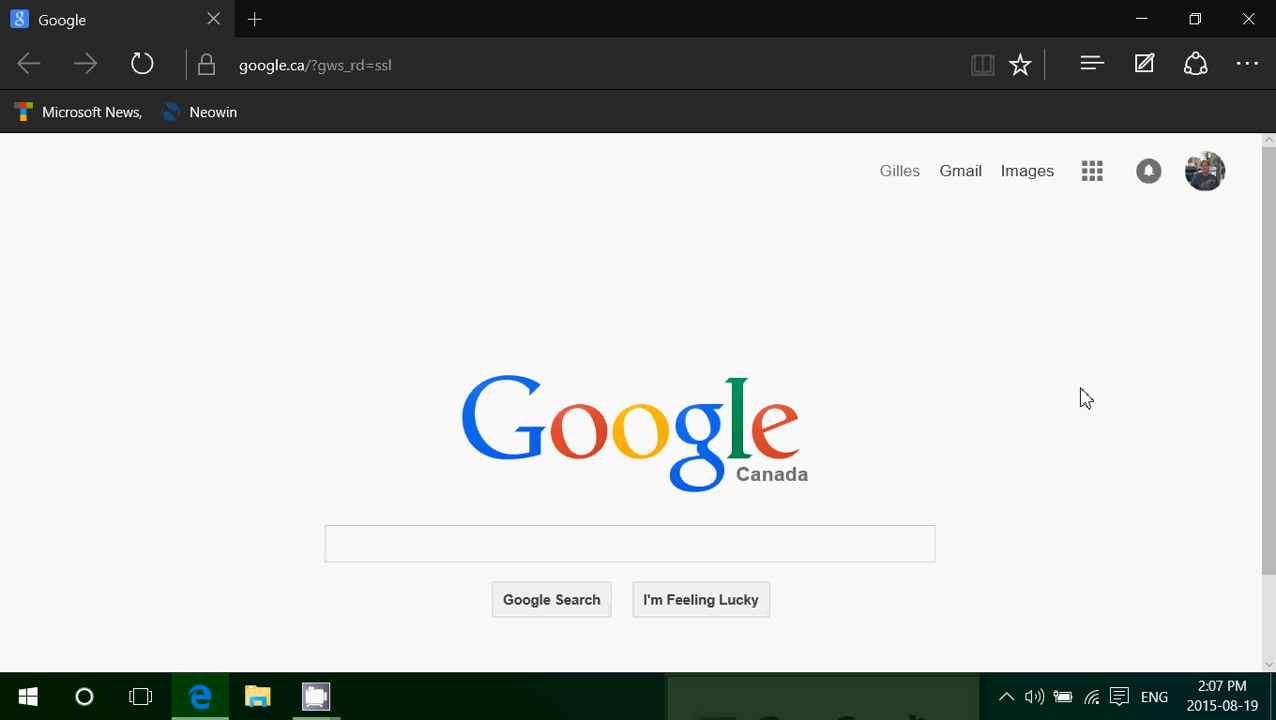 Google
google.ca/?gws_rd=ssl
Microsoft News,
Neowin
Gilles Gmail Images
Google
Canada
Google Search
I'm Feeling Lucky
ENG
2:07 PM
2015-08-19